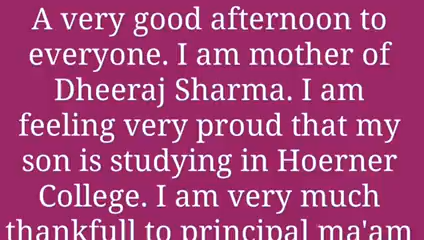 A very good afternoon to
everyone. I am mother of
Dheeraj Sharma. I am
feeling very proud that my
son is studying in Hoerner
College. I am very much
thankfull to principal ma'am